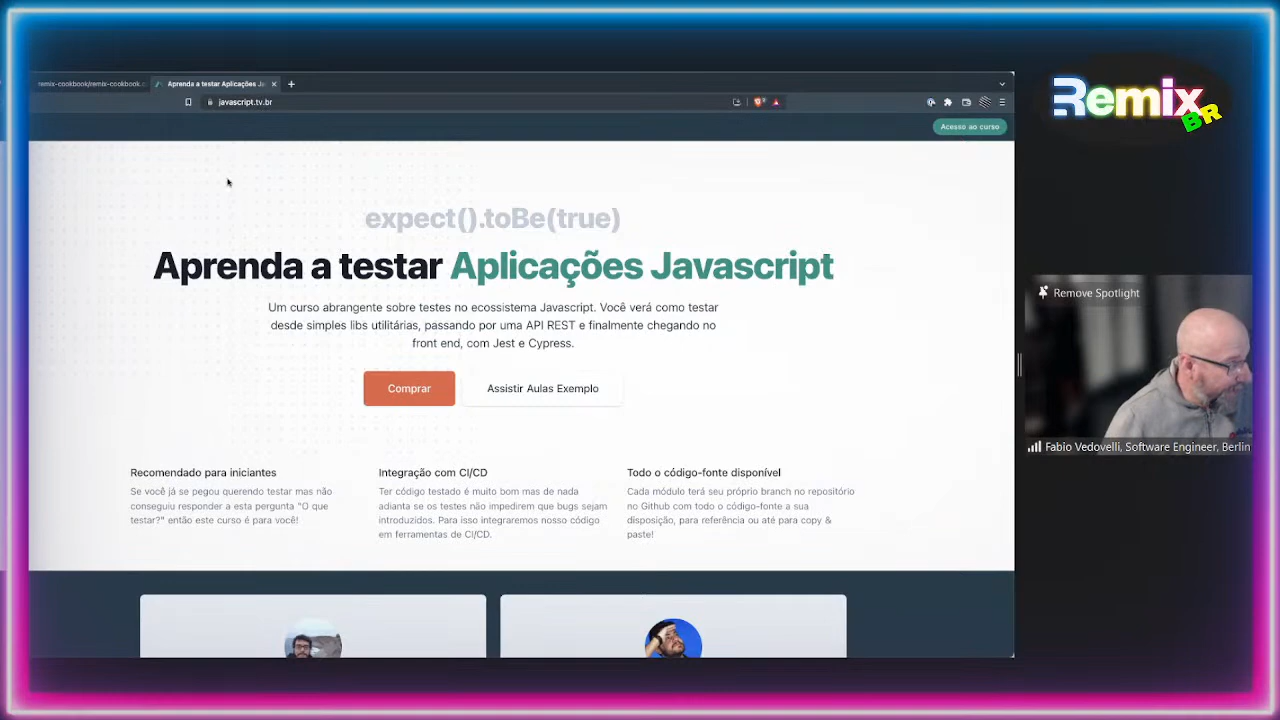 remix-cookbook/remix-cookbook.c
Aprenda a testar Aplicações Ja
javascript.tv.br
Acesso ao curso
Remix
BR
expect().toBe(true)
Aprenda a testar Aplicações Javascript
Um curso abrangente sobre testes no ecossistema Javascript. Você verá como testar
desde simples libs utilitárias, passando por uma API REST e finalmente chegando no
front end, com Jest e Cypress.
Comprar
Assistir Aulas Exemplo
Recomendado para iniciantes
Se você já se pegou querendo testar mas não
conseguiu responder a esta pergunta "O que
testar?" então este curso é para você!
Integração com CI/CD
Ter código testado é muito bom mas de nada
adianta se os testes não impedirem que bugs sejam
introduzidos. Para isso integraremos nosso código
em ferramentas de CI/CD.
Todo o código-fonte disponível
Cada módulo terá seu próprio branch no repositório
no Github com todo o código-fonte a sua
disposição, para referência ou até para copy &
paste!
Remove Spotlight
Fabio Vedovelli, Software Engineer, Berlin